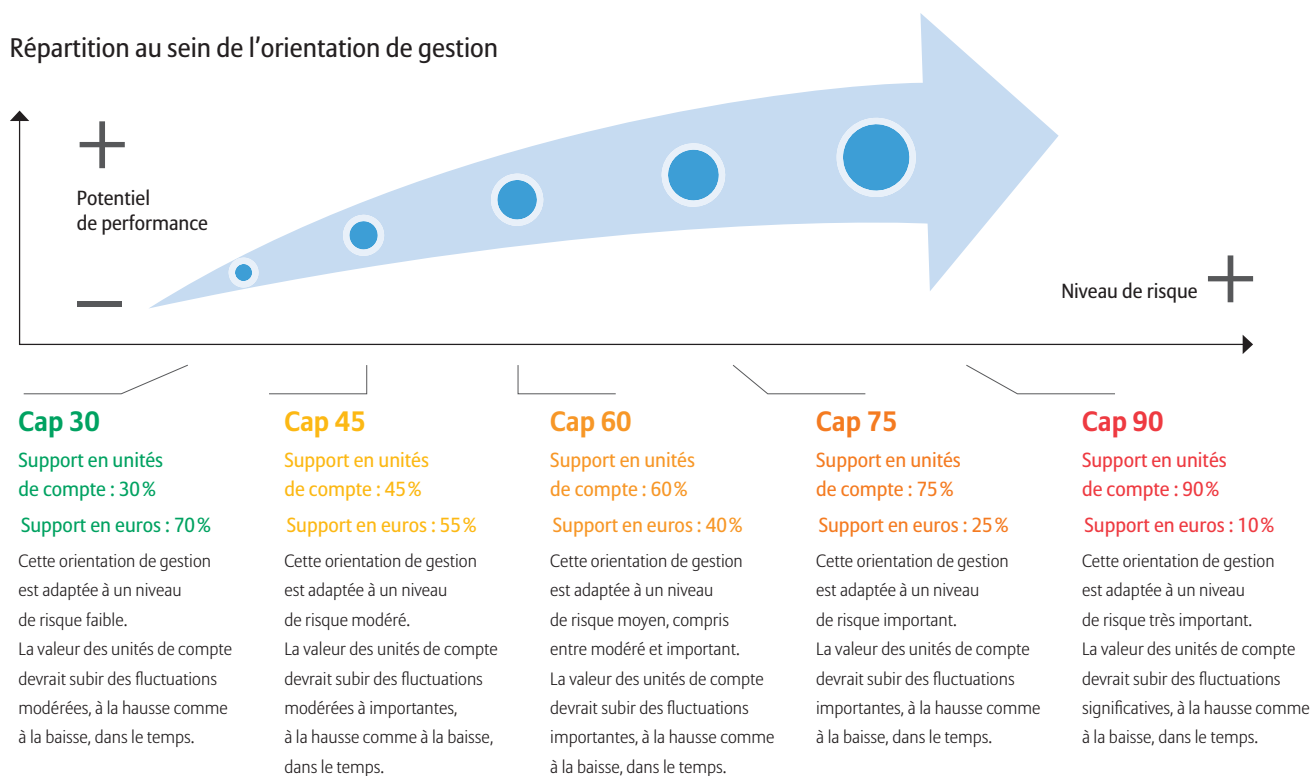 Répartition au sein de l'orientation de gestion
Potentiel
de performance
Niveau de risque
Cap 30
Support en unités
de compte : 30 %
Support en euros : 70 %
Cette orientation de gestion
est adaptée à un niveau
de risque faible.
La valeur des unités de compte
devrait subir des fluctuations
modérées, à la hausse comme
à la baisse, dans le temps.
Cap 45
Support en unités
de compte : 45 %
Support en euros : 55 %
Cette orientation de gestion
est adaptée à un niveau
de risque modéré.
La valeur des unités de compte
devrait subir des fluctuations
modérées à importantes,
à la hausse comme à la baisse,
dans le temps.
Cap 60
Support en unités
de compte : 60 %
Support en euros : 40 %
Cette orientation de gestion
est adaptée à un niveau
de risque moyen, compris
entre modéré et important.
La valeur des unités de compte
devrait subir des fluctuations
importantes, à la hausse comme
à la baisse, dans le temps.
Cap 75
Support en unités
de compte : 75 %
Support en euros : 25 %
Cette orientation de gestion
est adaptée à un niveau
de risque important.
La valeur des unités de compte
devrait subir des fluctuations
importantes, à la hausse comme
à la baisse, dans le temps.
Cap 90
Support en unités
de compte : 90 %
Support en euros : 10 %
Cette orientation de gestion
est adaptée à un niveau
de risque très important.
La valeur des unités de compte
devrait subir des fluctuations
significatives, à la hausse comme
à la baisse, dans le temps.